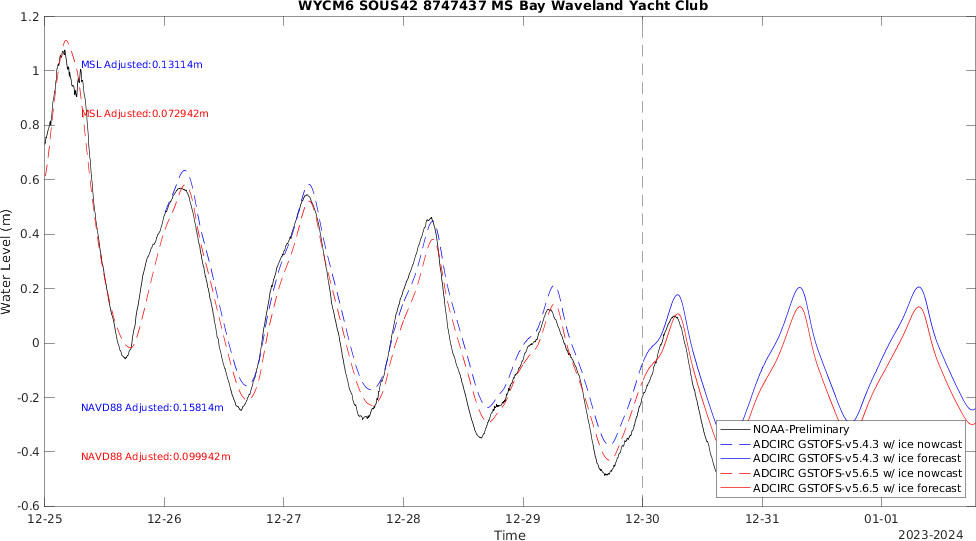 WYCM6 SOUS42 8747437 MS Bay Waveland Yacht Club
1.2
1
0.8
0.6
0.4
0.2
0
-0.2
-0.4
-0.6
Water Level (m)
MSL Adjusted:0.13114m
MSL Adjusted:0.072942m
NAVD88 Adjusted:0.15814m
NAVD88 Adjusted:0.099942m
NOAA-Preliminary
ADCIRC GSTOFS-v5.4.3 w/ ice nowcast
ADCIRC GSTOFS-v5.4.3 w/ ice forecast
ADCIRC GSTOFS-v5.6.5 w/ ice nowcast
ADCIRC GSTOFS-v5.6.5 w/ ice forecast
12-25 12-26 12-27 12-28 12-29 12-30 12-31 01-01
Time
2023-2024